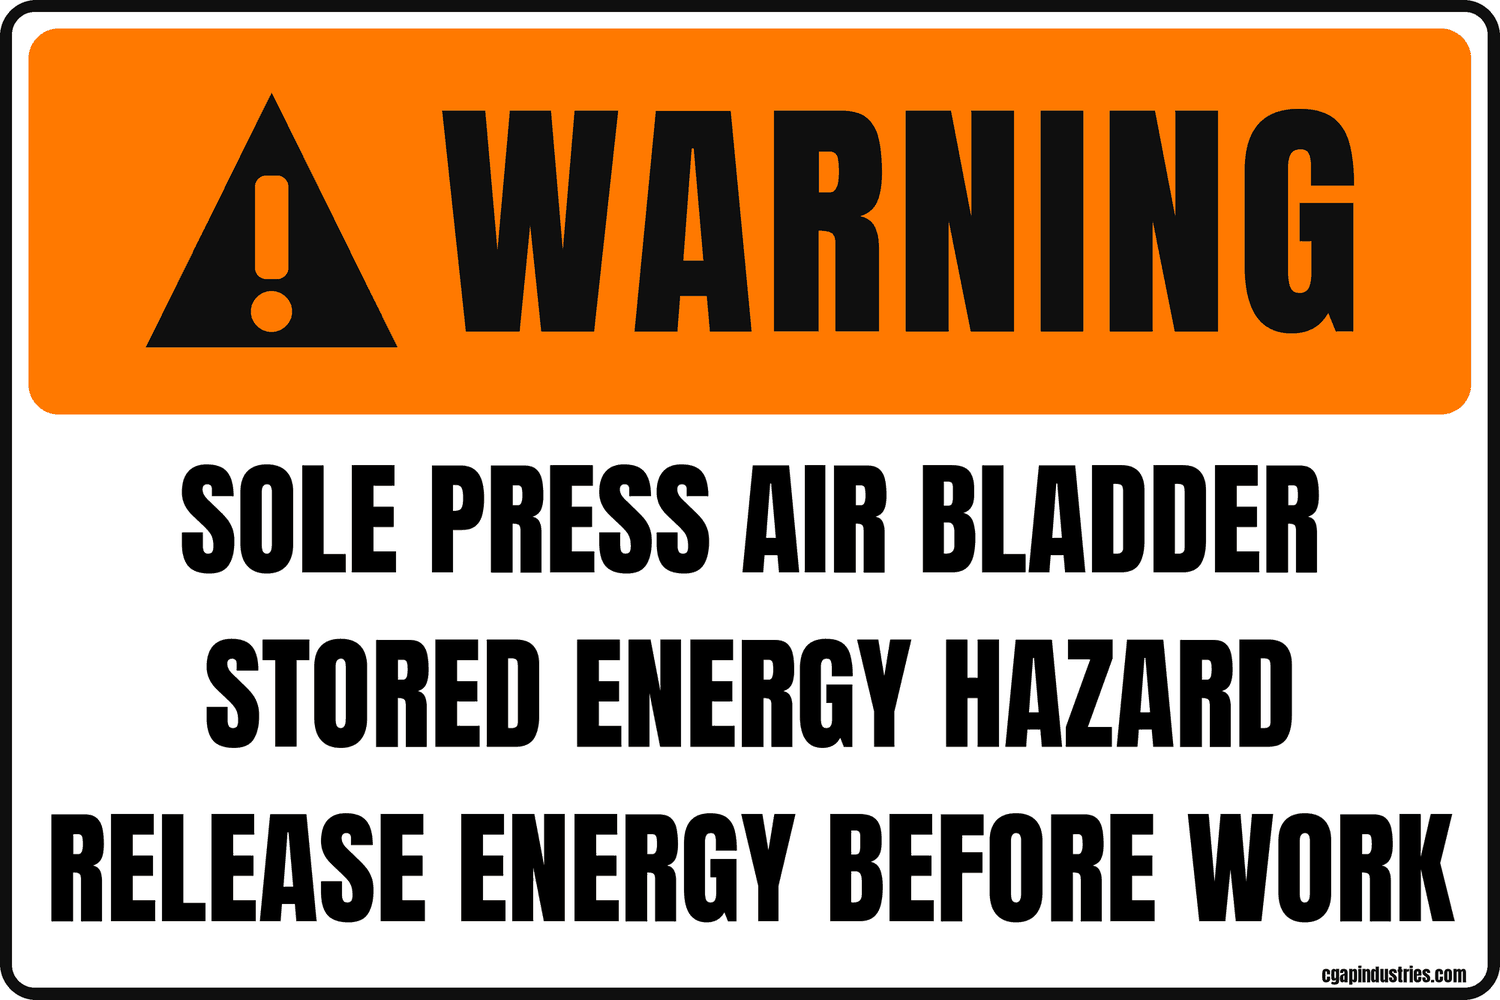 WARNING
SOLE PRESS AIR BLADDER
STORED ENERGY HAZARD
RELEASE ENERGY BEFORE WORK
cgapindustries.com